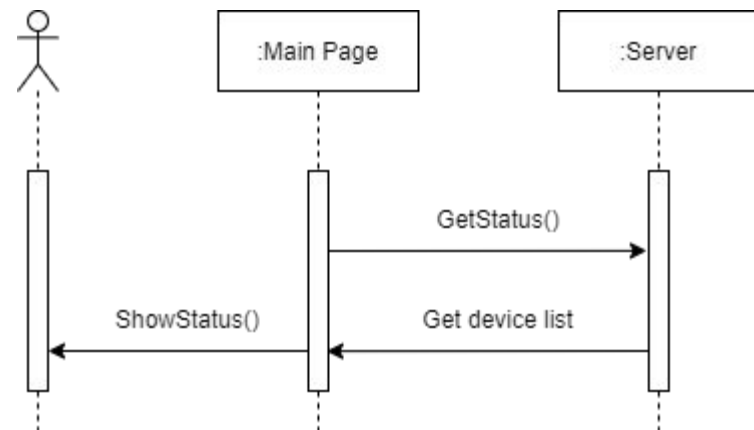 :Main Page
:Server
GetStatus()
ShowStatus()
Get device list